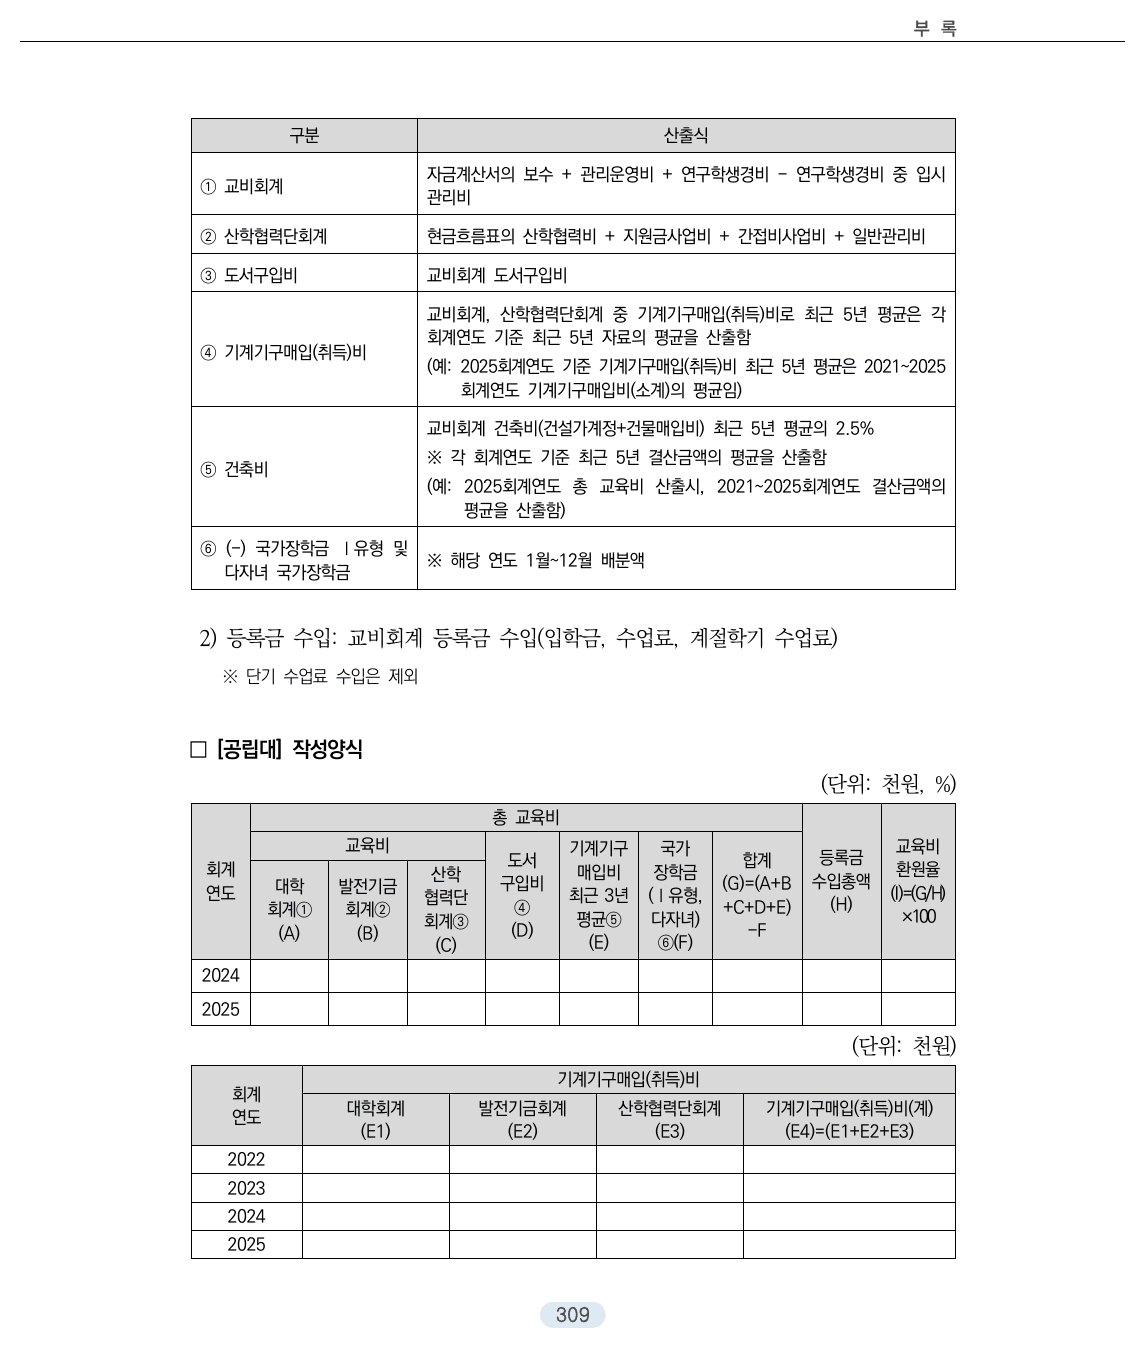 부 록
구분 산출식
① 교비회계 자금계산서의 보수 + 관리운영비 + 연구학생경비 - 연구학생경비 중 입시
관리비
② 산학협력단회계 현금흐름표의 산학협력비 + 지원금사업비 + 간접비사업비 + 일반관리비
③ 도서구입비 교비회계 도서구입비
④ 기계기구매입(취득)비
교비회계, 산학협력단회계 중 기계기구매입(취득)비로 최근 5년 평균은 각
회계연도 기준 최근 5년 자료의 평균을 산출함
(예: 2025회계연도 기준 기계기구매입(취득)비 최근 5년 평균은 2021~2025
회계연도 기계기구매입비(소계)의 평균임)
⑤ 건축비
교비회계 건축비(건설가계정+건물매입비) 최근 5년 평균의 2.5%
※ 각 회계연도 기준 최근 5년 결산금액의 평균을 산출함
(예: 2025회계연도 총 교육비 산출시, 2021~2025회계연도 결산금액의
평균을 산출함)
⑥ (-) 국가장학금 Ⅰ유형 및
다자녀 국가장학금
※ 해당 연도 1월~12월 배분액
2) 등록금 수입: 교비회계 등록금 수입(입학금, 수업료, 계절학기 수업료)
※ 단기 수업료 수입은 제외
□ [공립대] 작성양식
(단위: 천원, %)
회계
연도
총 교육비
교육비
대학
회계①
(A)
발전기금
회계②
(B)
산학
협력단
회계③
(C)
도서
구입비
④
(D)
기계기구
매입비
최근 3년
평균⑤
(E)
국가
장학금
(Ⅰ유형,
다자녀)
⑥(F)
합계
(G)=(A+B
+C+D+E)
-F
등록금
수입총액
(H)
교육비
환원율
(I)=(G/H)
×100
2024
2025
(단위: 천원)
회계
연도
기계기구매입(취득)비
대학회계
(E1)
발전기금회계
(E2)
산학협력단회계
(E3)
기계기구매입(취득)비(계)
(E4)=(E1+E2+E3)
2022
2023
2024
2025
309